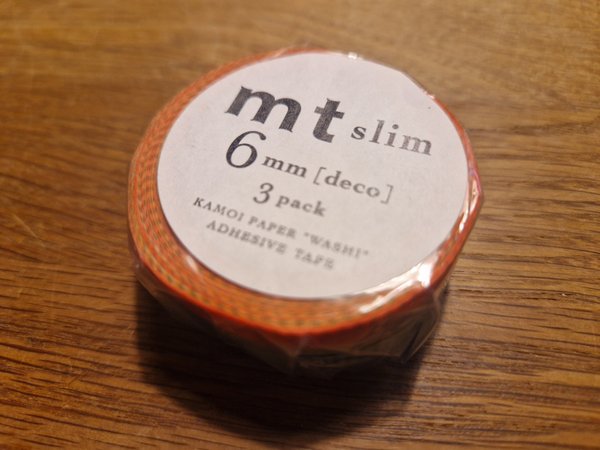 mt slim
6mm [deco]
3 pack
KAMOI PAPER "WASHI"
ADHESIVE TAPE